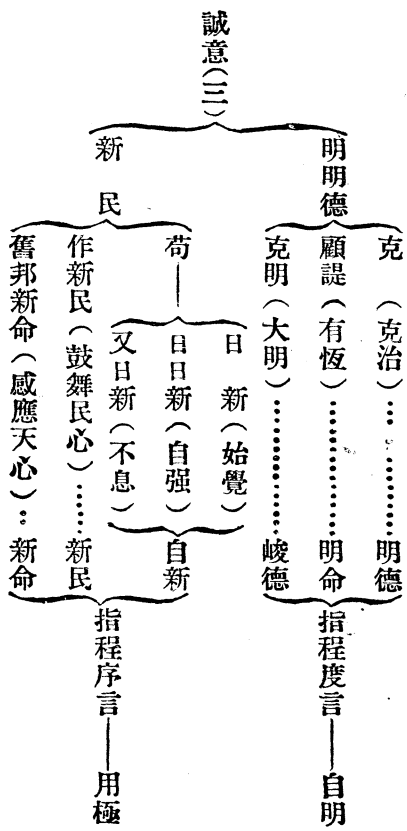 誠意(三)
明明德
克 (克治)……明德
顧諟(有恆)…………明命
克明(大明)…………峻德
指程度言——自明
新民
苟——
日新(始覺)
日日新(自强)
又日新(不息)
自新
作新民(鼓舞民心)……新民
舊邦新命(感應天心)‥新命
指程序言——用極